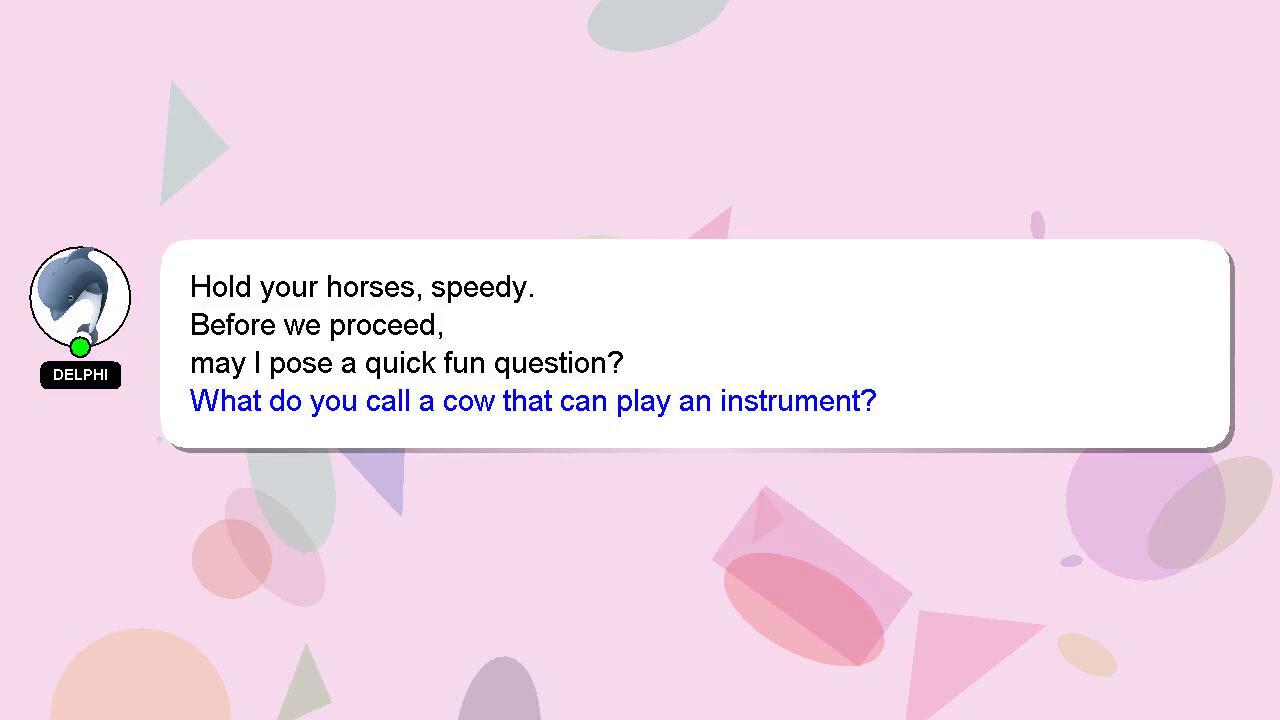 Hold your horses, speedy.
Before we proceed,
may I pose a quick fun question?
What do you call a cow that can play an instrument?
DELPHI